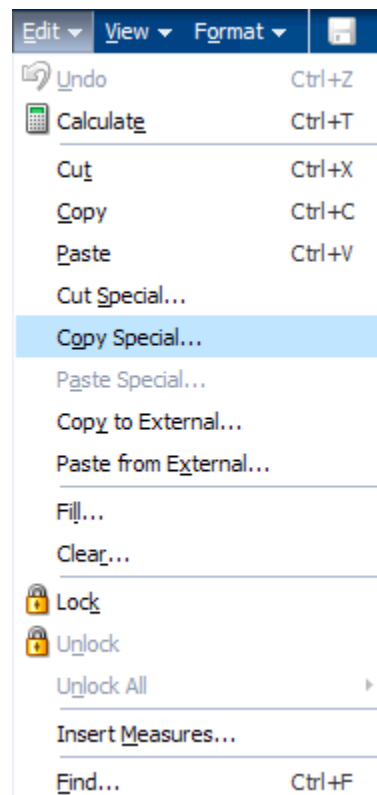 Edit View Format
Undo Ctrl+Z
Calculate Ctrl+T
Cut Ctrl+X
Copy Ctrl+C
Paste Ctrl+V
Cut Special...
Copy Special...
Paste Special...
Copy to External...
Paste from External...
Fill...
Clear...
Lock
Unlock
Unlock All
Insert Measures...
Find... Ctrl+F